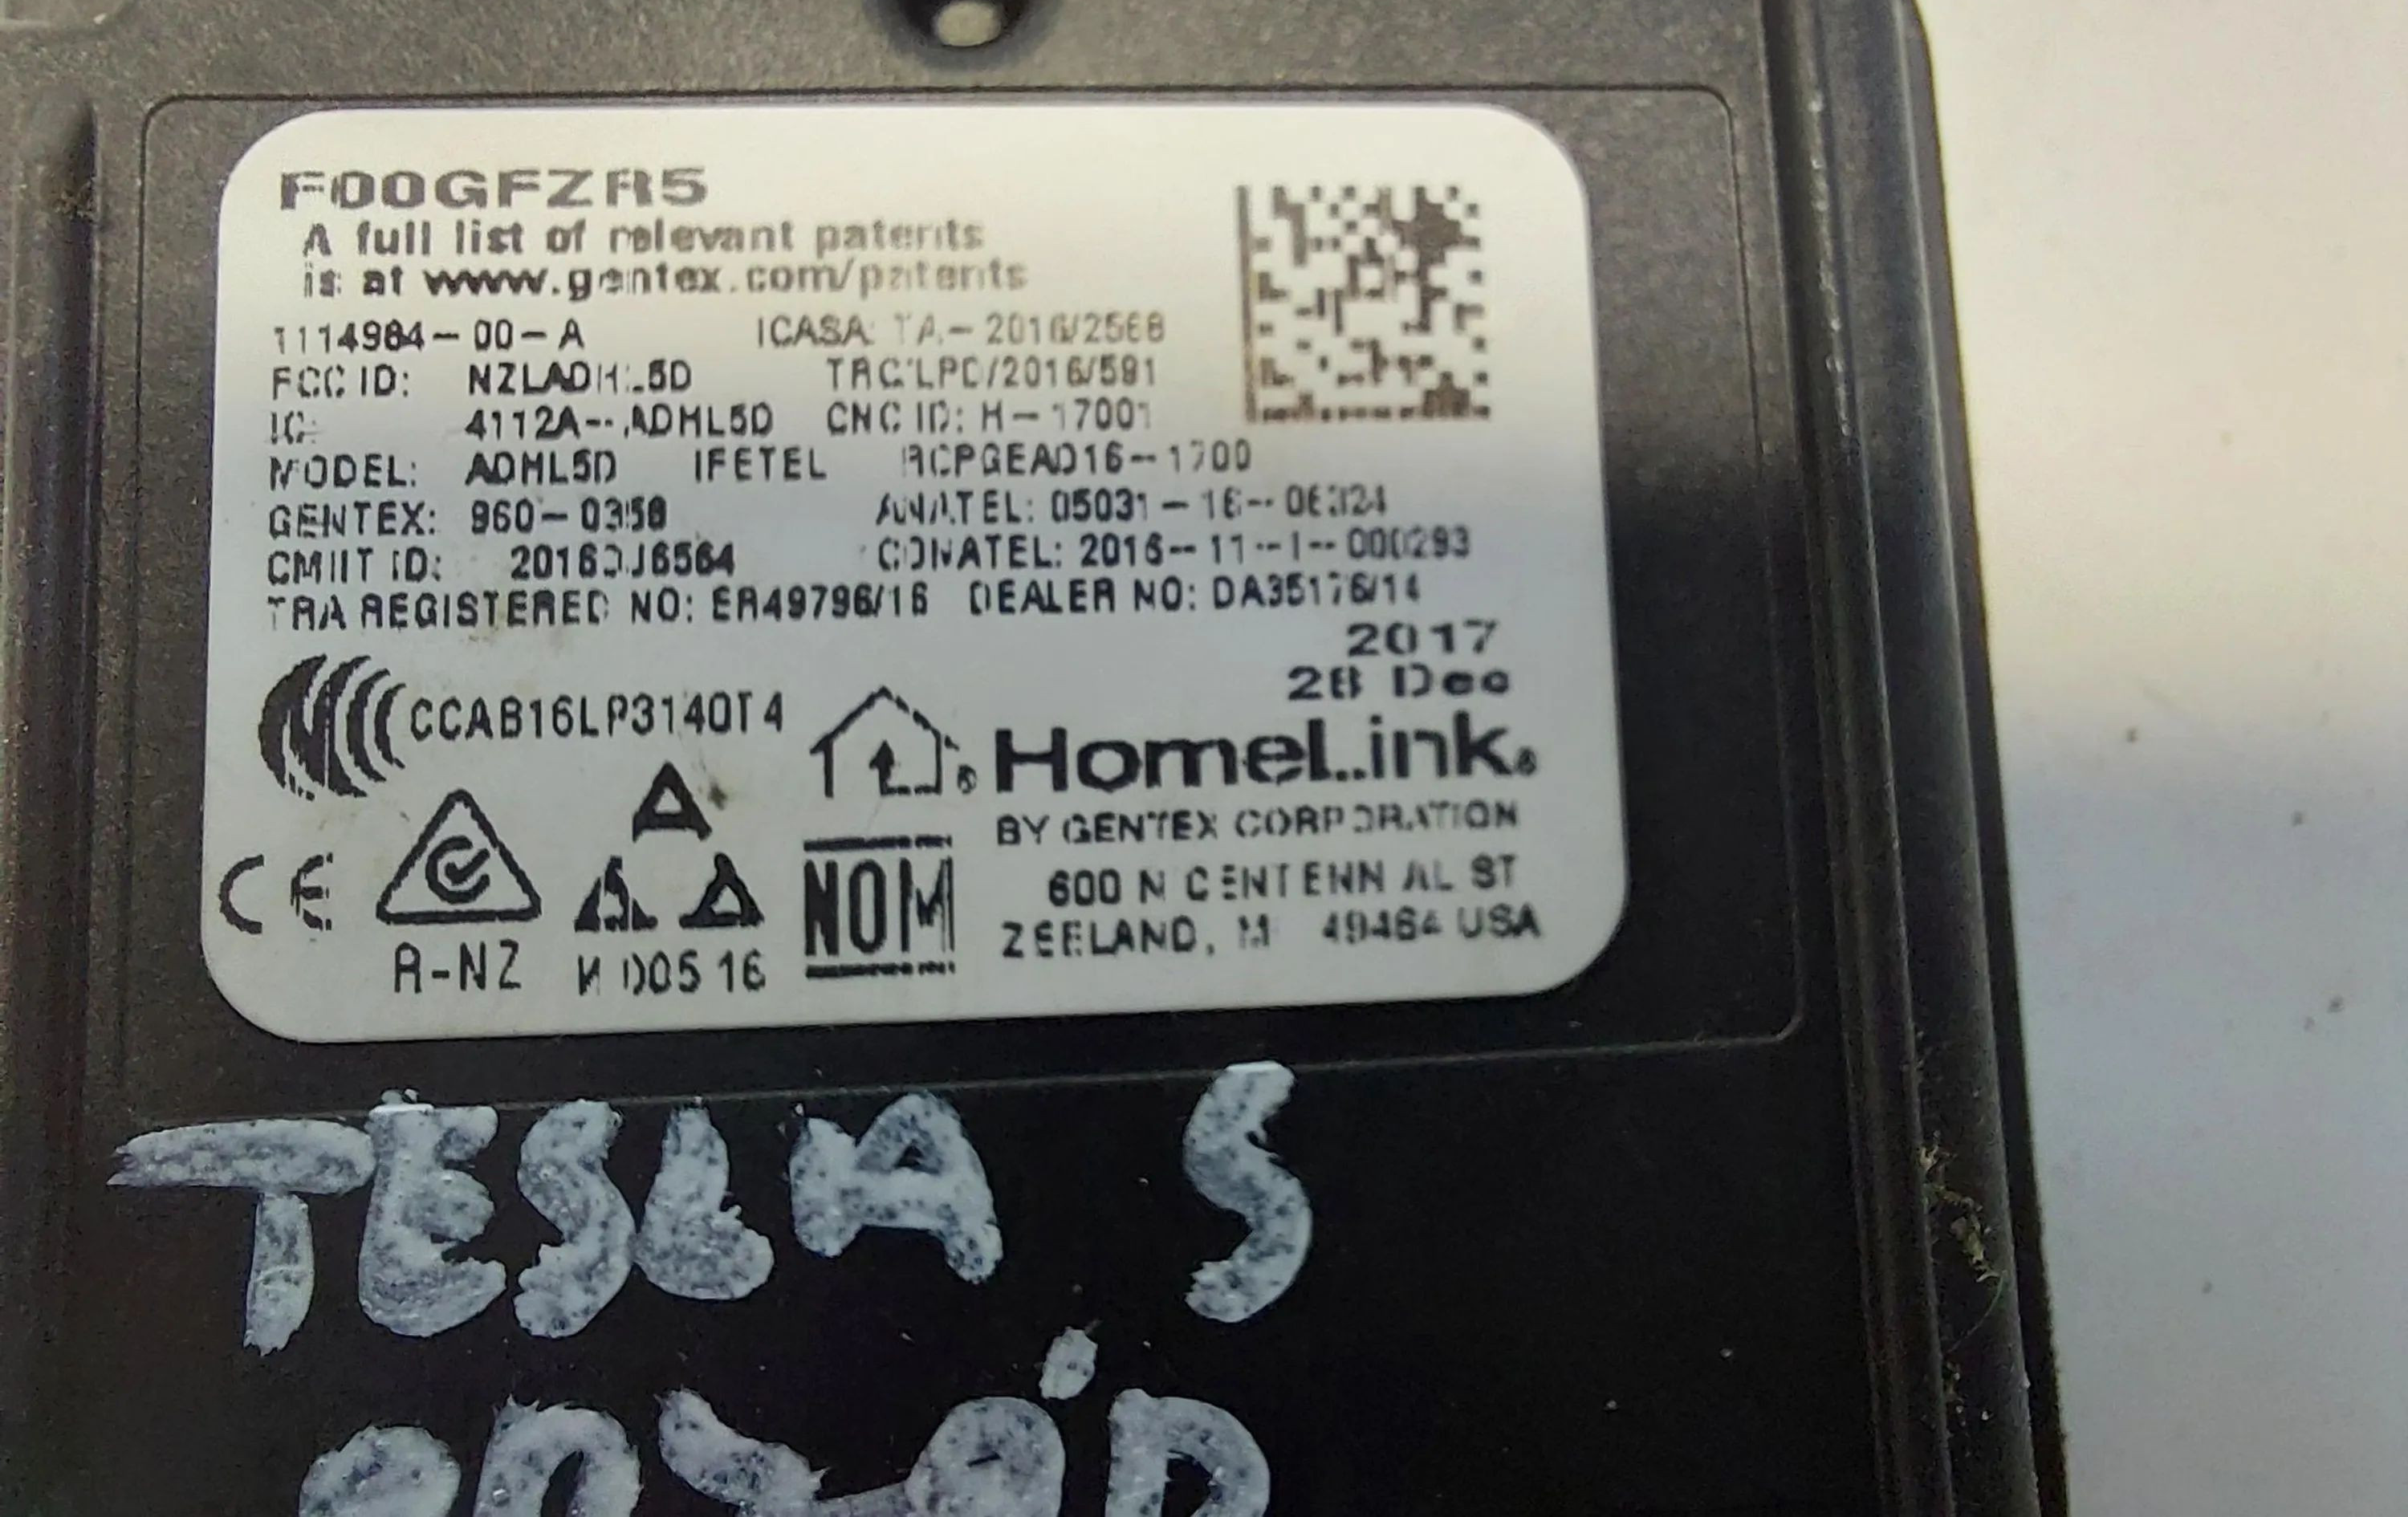 F00GFZR5
A full list of relevant patents
is at www.gentex.com/patents
1114984-00-A ICASA: TA-2016/2568
FCC ID: NZLADHL5D TRC/LPD/2016/591
IC: 4112A-ADHL5D CNC ID: H-17001
MODEL: ADHL5D IFETEL RCPGEAD16-1700
GENTEX: 960-0358 ANATEL: 05031-16-06324
CMIIT ID: 2016DJ6564 CONATEL: 2016-11-I-000293
TRA REGISTERED NO: ER49796/16 DEALER NO: DA35176/14
2017
28 Dec
CCAB16LP3140T4
HomeLink®
BY GENTEX CORPORATION
600 N CENTENNIAL ST
ZEELAND, MI 49464 USA
CE
R-NZ
NOM
TESLA S